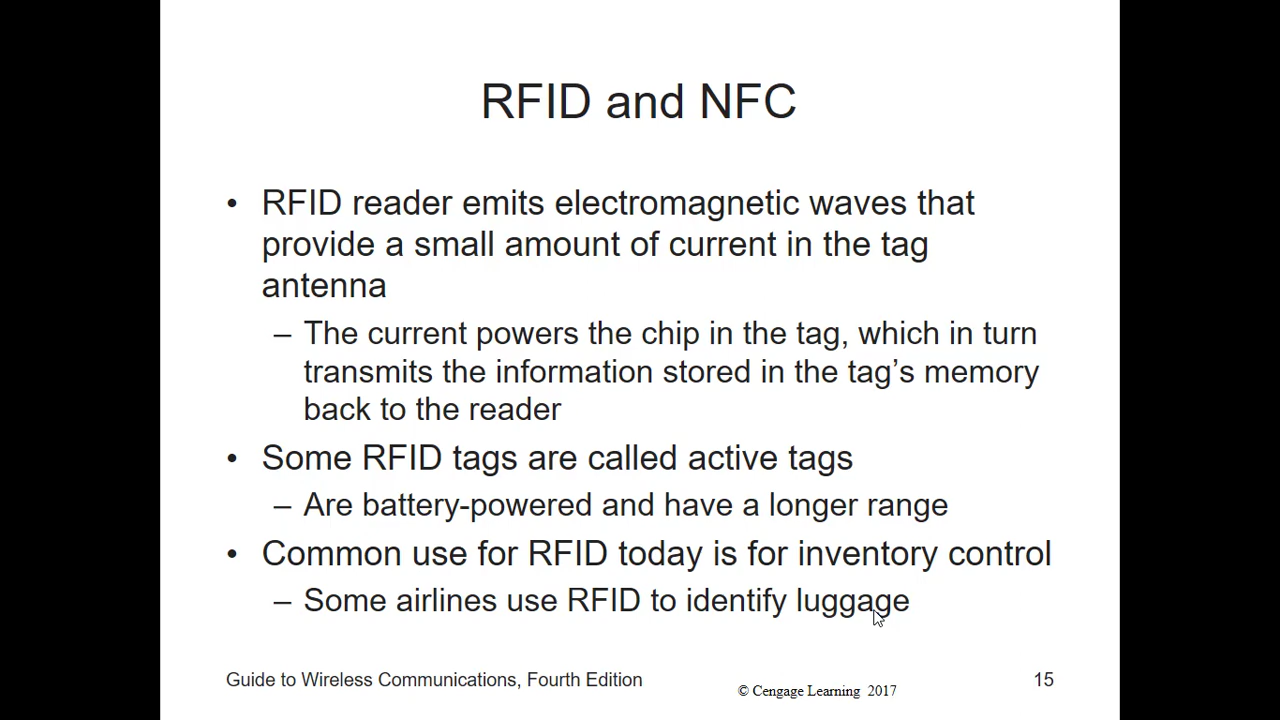 RFID and NFC
• RFID reader emits electromagnetic waves that
provide a small amount of current in the tag
antenna
– The current powers the chip in the tag, which in turn
transmits the information stored in the tag’s memory
back to the reader
• Some RFID tags are called active tags
– Are battery-powered and have a longer range
• Common use for RFID today is for inventory control
– Some airlines use RFID to identify luggage
Guide to Wireless Communications, Fourth Edition
© Cengage Learning 2017
15